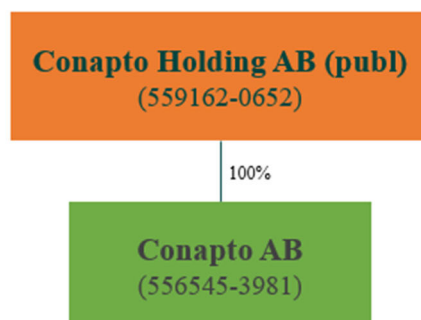 Conapto Holding AB (publ)
(559162-0652)
100%
Conapto AB
(556545-3981)